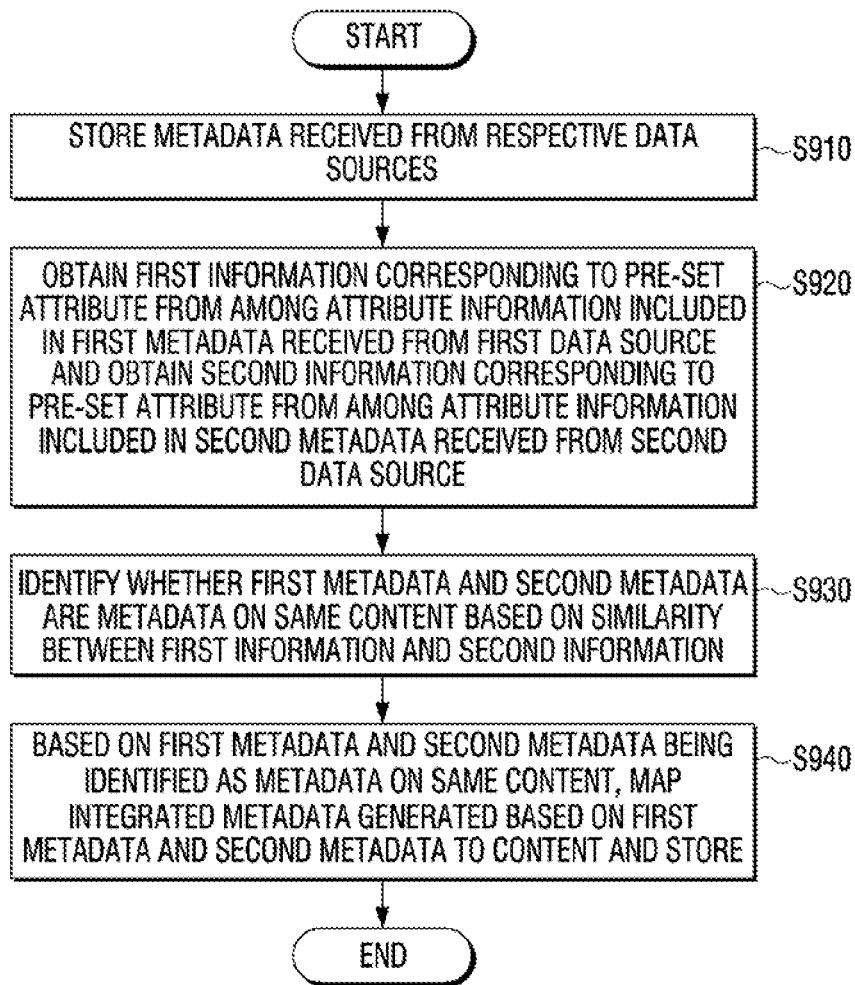 START
STORE METADATA RECEIVED FROM RESPECTIVE DATA
SOURCES
S910
OBTAIN FIRST INFORMATION CORRESPONDING TO PRE-SET
ATTRIBUTE FROM AMONG ATTRIBUTE INFORMATION INCLUDED
IN FIRST METADATA RECEIVED FROM FIRST DATA SOURCE
AND OBTAIN SECOND INFORMATION CORRESPONDING TO
PRE-SET ATTRIBUTE FROM AMONG ATTRIBUTE INFORMATION
INCLUDED IN SECOND METADATA RECEIVED FROM SECOND
DATA SOURCE
S920
IDENTIFY WHETHER FIRST METADATA AND SECOND METADATA
ARE METADATA ON SAME CONTENT BASED ON SIMILARITY
BETWEEN FIRST INFORMATION AND SECOND INFORMATION
S930
BASED ON FIRST METADATA AND SECOND METADATA BEING
IDENTIFIED AS METADATA ON SAME CONTENT, MAP
INTEGRATED METADATA GENERATED BASED ON FIRST
METADATA AND SECOND METADATA TO CONTENT AND STORE
S940
END